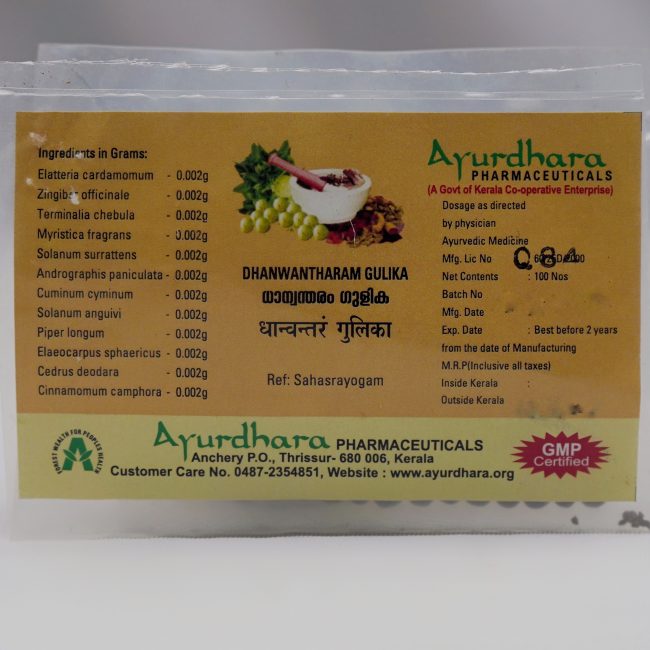 Ingredients in Grams:
Elatteria cardamomum - 0.002g
Zingibar officinale - 0.002g
Terminalia chebula - 0.002g
Myristica fragrans - 0.002g
Solanum surrattens - 0.002g
Andrographis paniculata - 0.002g
Cuminum cyminum - 0.002g
Solanum anguivi - 0.002g
Piper longum - 0.002g
Elaeocarpus sphaericus - 0.002g
Cedrus deodara - 0.002g
Cinnamomum camphora - 0.002g
DHANWANTHARAM GULIKA
ധാന്വന്തരം ഗുളിക
धान्वन्तरं गुलिका
Ref: Sahasrayogam
Ayurdhara
PHARMACEUTICALS
(A Govt of Kerala Co-operative Enterprise)
Dosage as directed
by physician
Ayurvedic Medicine
Mfg. Lic No :
Net Contents : 100 Nos
Batch No
Mfg. Date
Exp. Date : Best before 2 years
from the date of Manufacturing
M.R.P(Inclusive all taxes)
Inside Kerala :
Outside Kerala
FOREST WEALTH FOR PEOPLES HEALTH
Ayurdhara PHARMACEUTICALS
Anchery P.O., Thrissur- 680 006, Kerala
Customer Care No. 0487-2354851, Website : www.ayurdhara.org
GMP
Certified